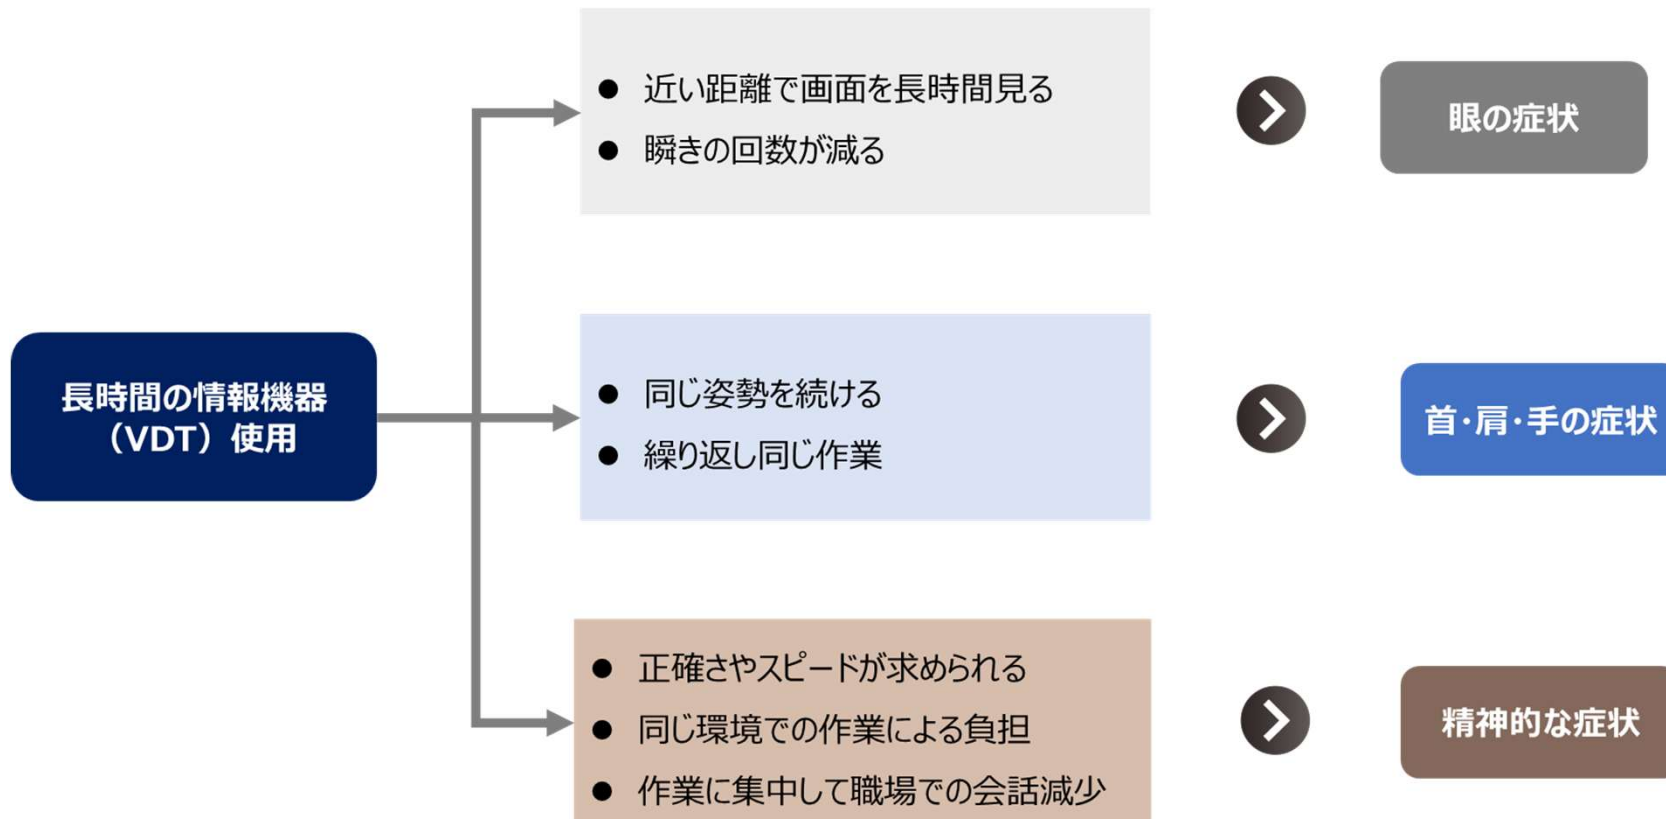 長時間の情報機器
（VDT）使用
● 近い距離で画面を長時間見る
● 瞬きの回数が減る
眼の症状
● 同じ姿勢を続ける
● 繰り返し同じ作業
首・肩・手の症状
● 正確さやスピードが求められる
● 同じ環境での作業による負担
● 作業に集中して職場での会話減少
精神的な症状